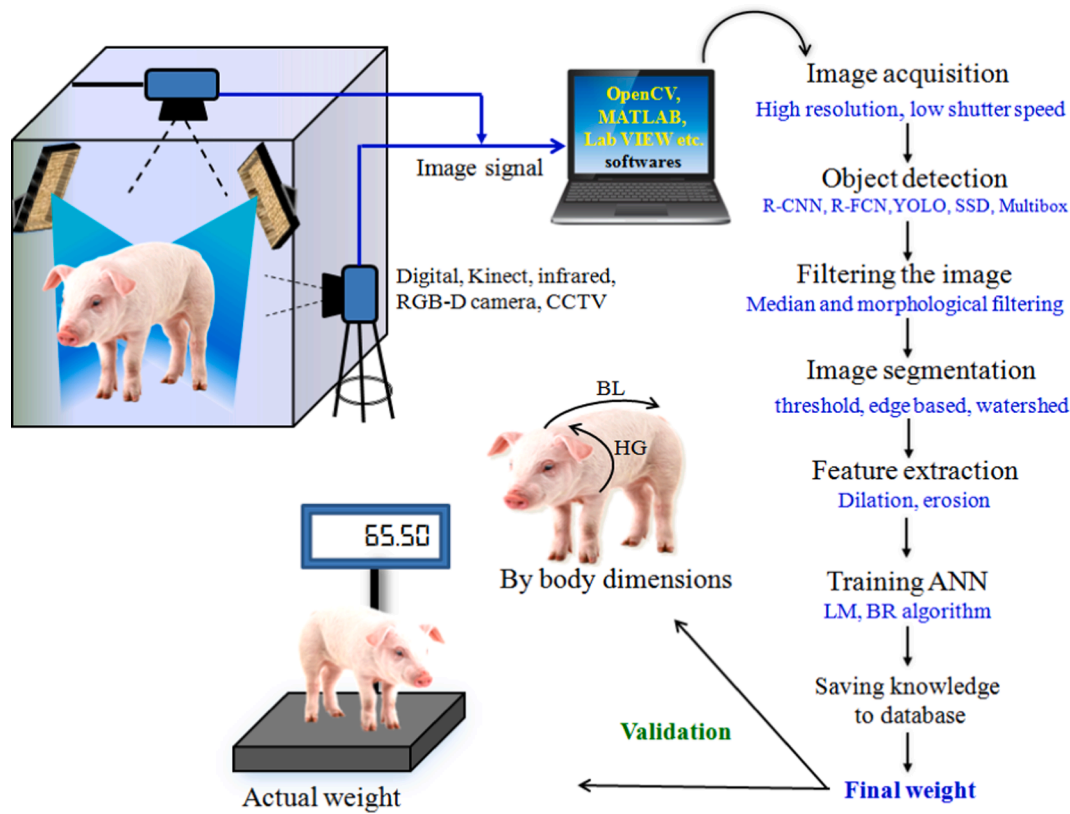 OpenCV,
MATLAB,
Lab VIEW etc.
softwares
Image signal
Digital, Kinect, infrared,
RGB-D camera, CCTV
Image acquisition
High resolution, low shutter speed
Object detection
R-CNN, R-FCN,YOLO, SSD, Multibox
Filtering the image
Median and morphological filtering
Image segmentation
threshold, edge based, watershed
Feature extraction
Dilation, erosion
Training ANN
LM, BR algorithm
Saving knowledge
to database
Final weight
BL
HG
By body dimensions
65.50
Actual weight
Validation